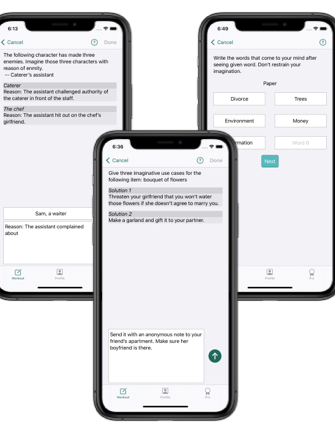 6:13
Cancel
Done
The following character has made three
enemies. Imagine those three characters with
reason of enmity.
-- Caterer's assistant
Caterer
Reason: The assistant challenged authority of
the caterer in front of the staff.
The chef
Reason: The assistant hit out on the chef's
girlfriend.
Sam, a waiter
Reason: The assistant complained
about
Workout
Profile
6:49
Cancel
Write the words that come to your mind after
seeing given word. Don't restrain your
imagination.
Paper
Divorce
Trees
Environment
Money
mation
Word 6
Next
Profile
Pro
6:36
Cancel
Done
Give three imaginative use cases for the
following item: bouquet of flowers
Solution 1
Threaten your girlfriend that you won't water
those flowers if she doesn't agree to marry you.
Solution 2
Make a garland and gift it to your partner.
Send it with an anonymous note to your
friend's apartment. Make sure her
boyfriend is there.
Workout
Profile
Pro